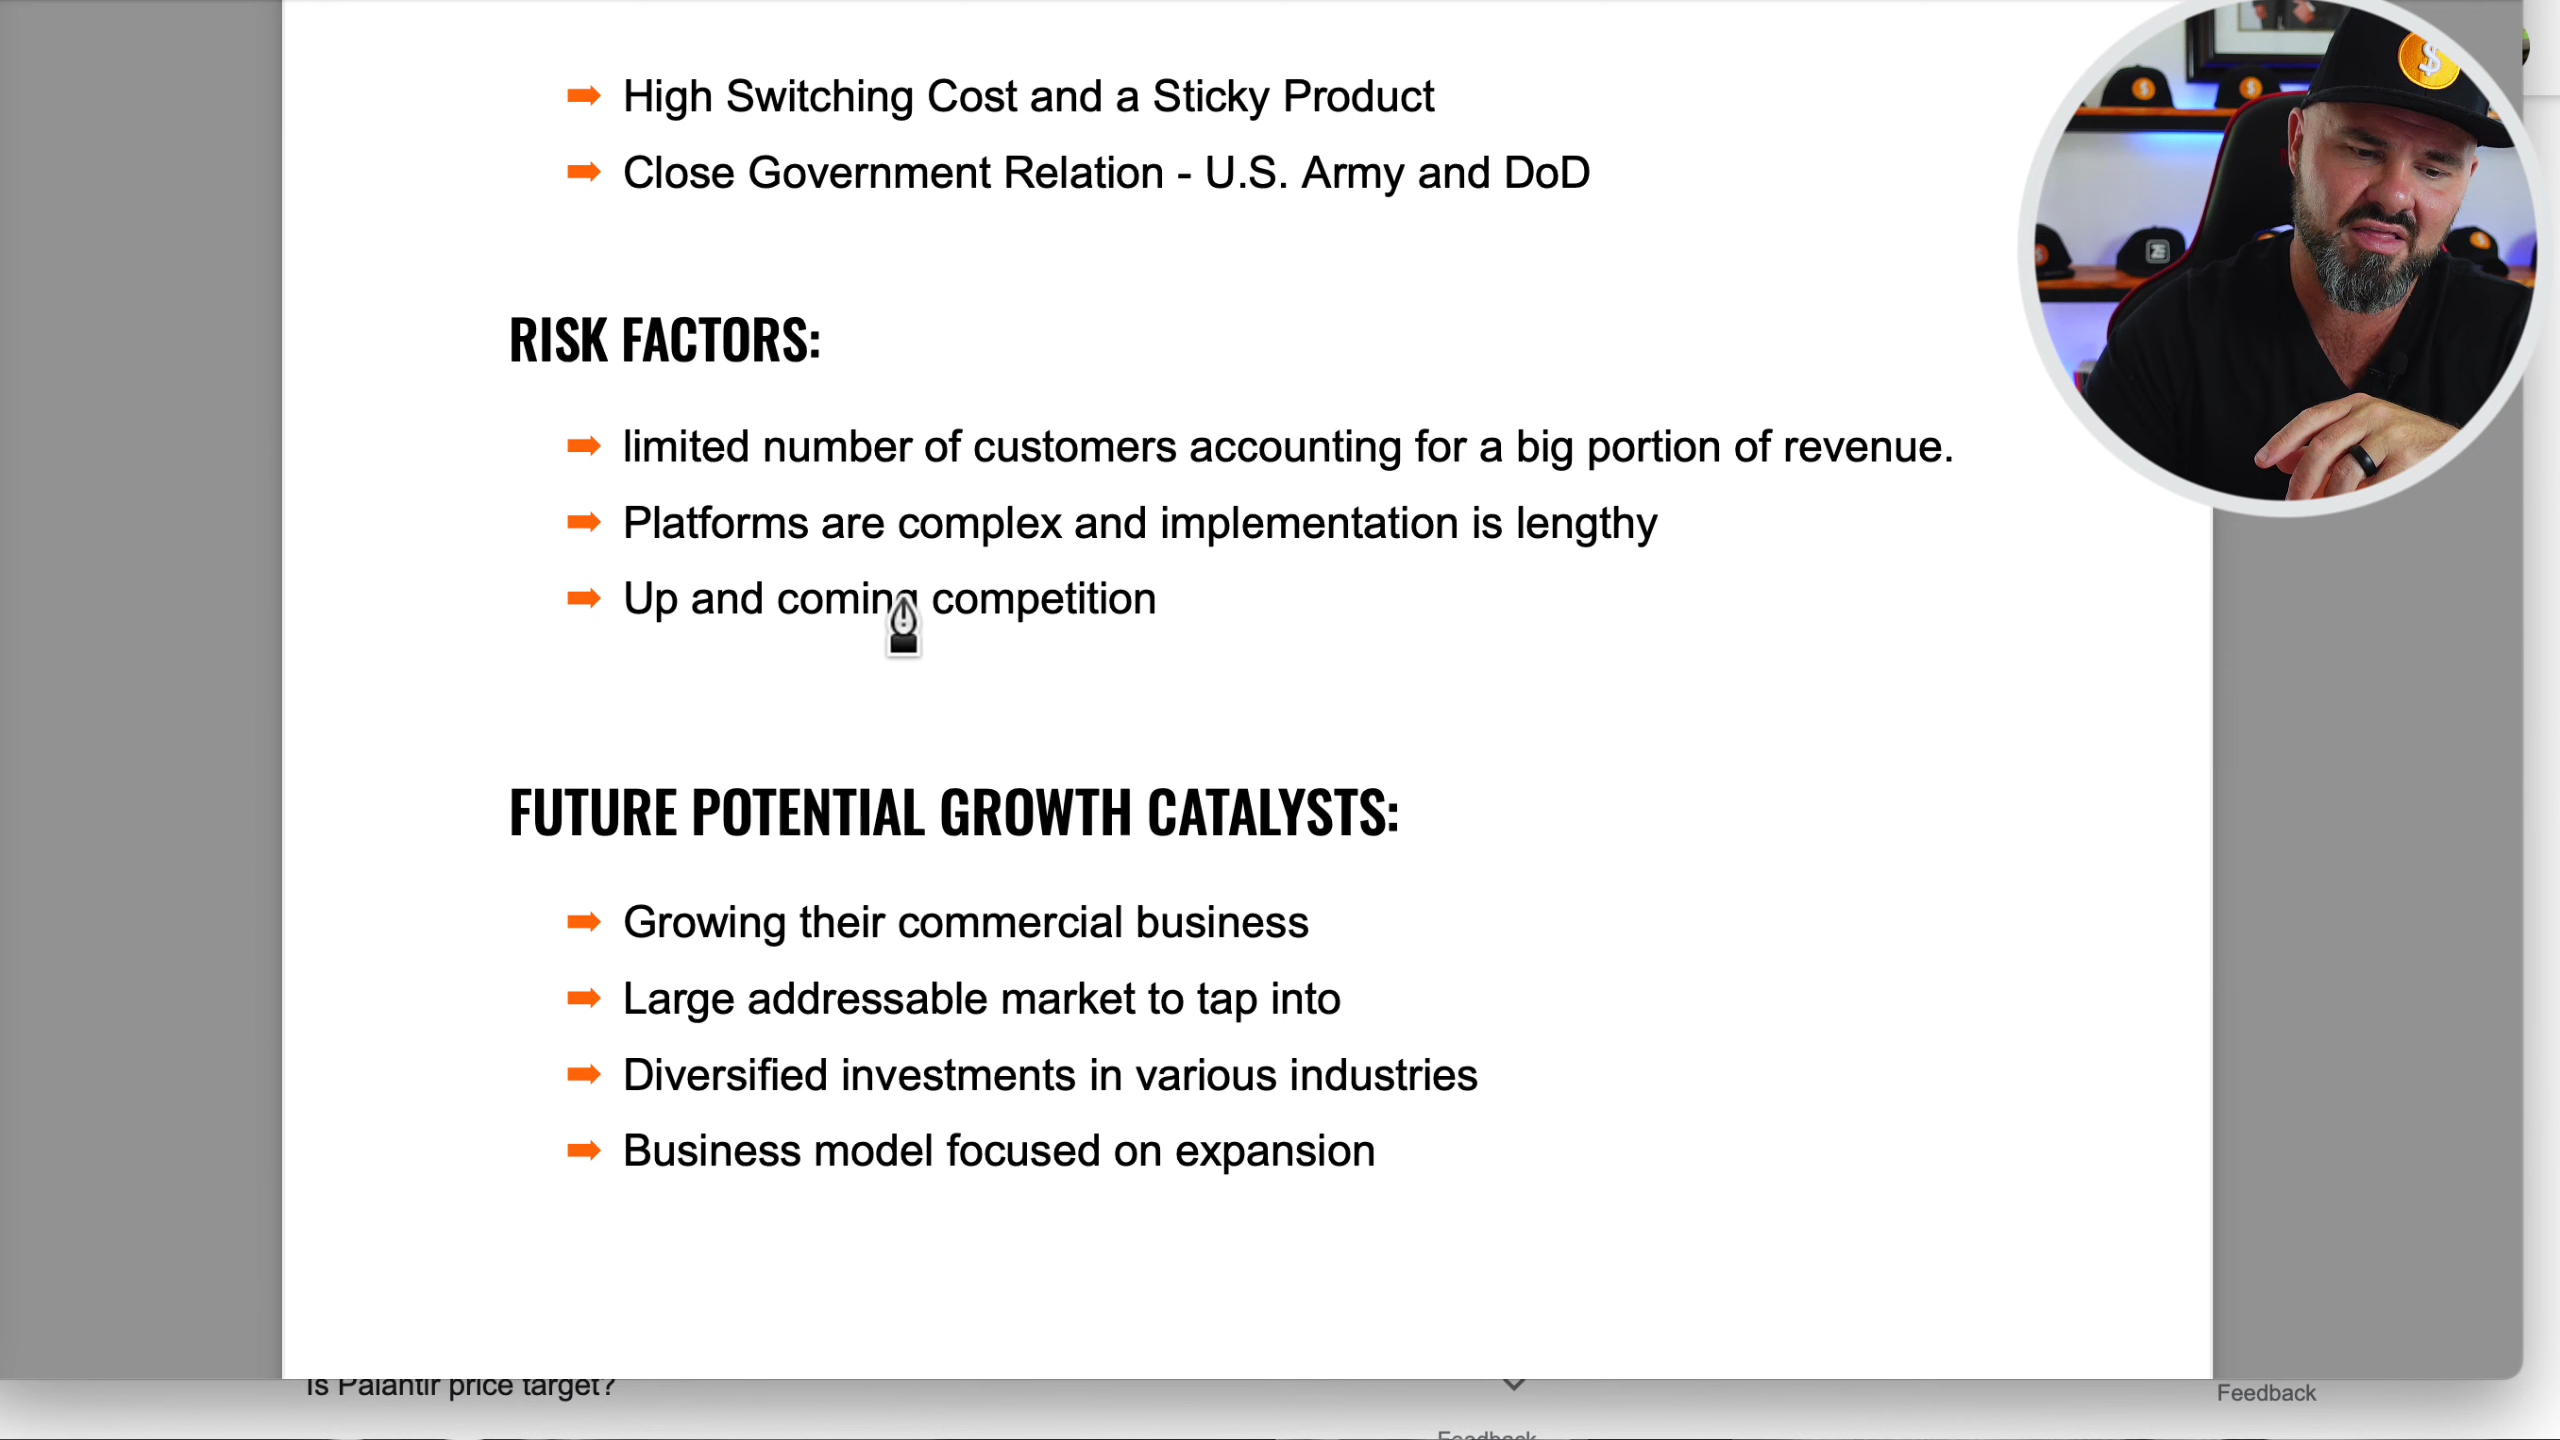 High Switching Cost and a Sticky Product
Close Government Relation - U.S. Army and DoD
RISK FACTORS:
limited number of customers accounting for a big portion of revenue.
Platforms are complex and implementation is lengthy
Up and coming competition
FUTURE POTENTIAL GROWTH CATALYSTS:
Growing their commercial business
Large addressable market to tap into
Diversified investments in various industries
Business model focused on expansion
Is Palantir price target?
Feedback
Feedback
$